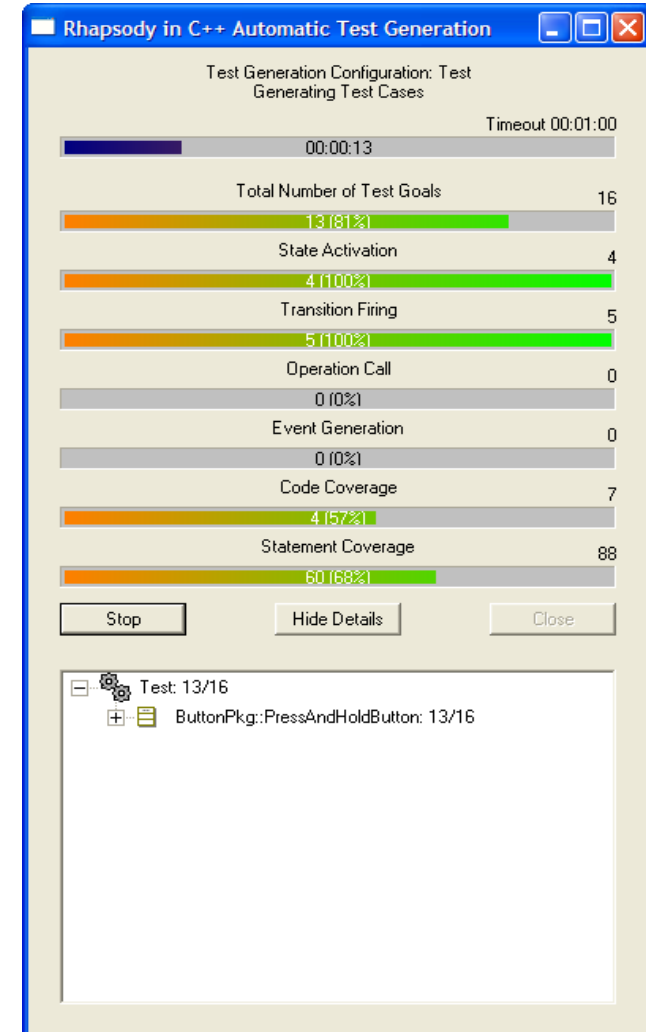 Rhapsody in C++ Automatic Test Generation
Test Generation Configuration: Test
Generating Test Cases
Timeout 00:01:00
00:00:13
Total Number of Test Goals 16
13 (81%)
State Activation 4
4 (100%)
Transition Firing 5
5 (100%)
Operation Call 0
0 (0%)
Event Generation 0
0 (0%)
Code Coverage 7
4 (57%)
Statement Coverage 88
60 (68%)
Stop Hide Details Close
Test: 13/16
ButtonPkg::PressAndHoldButton: 13/16